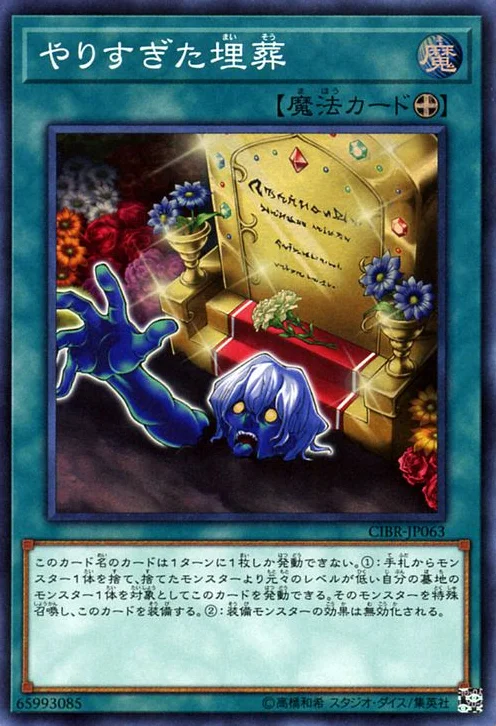 やりすぎた埋葬
魔
【魔法カード】
CIBR-JP063
このカード名のカードは1ターンに1枚しか発動できない。①：手札からモン
スター1体を捨て、捨てたモンスターより元々のレベルが低い自分の墓地の
モンスター1体を対象としてこのカードを発動できる。そのモンスターを特殊
召喚し、このカードを装備する。②：装備モンスターの効果は無効化される。
65993085
©高橋和希 スタジオ・ダイス/集英社